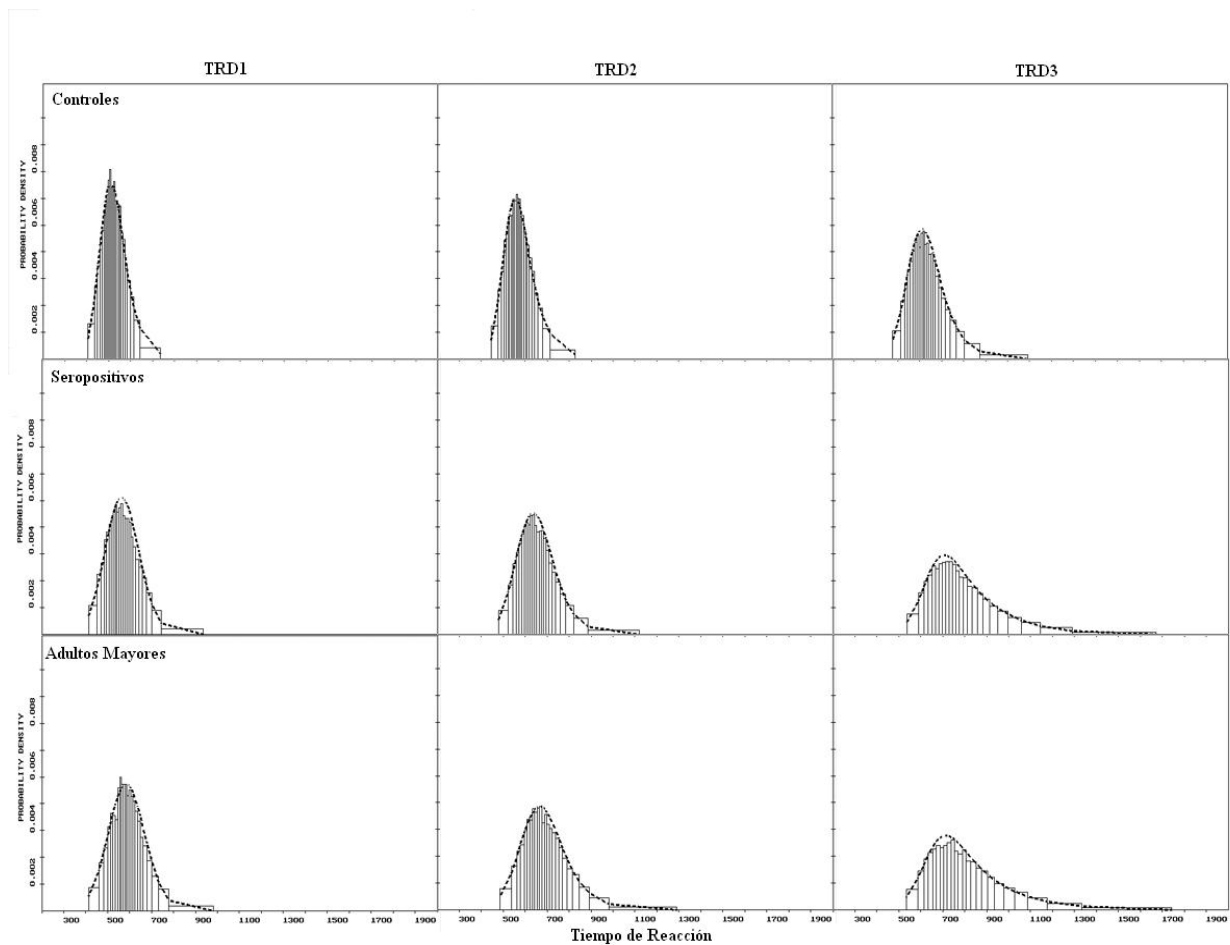 TRD1 TRD2 TRD3
Controles
PROBABILITY DENSITY
0.008
0.006
0.004
0.002
Seropositivos
PROBABILITY DENSITY
0.008
0.006
0.004
0.002
Adultos Mayores
PROBABILITY DENSITY
0.008
0.006
0.004
0.002
300 500 700 900 1100 1300 1500 1700 1900 300 500 700 900 1100 1300 1500 1700 1900 300 500 700 900 1100 1300 1500 1700 1900
Tiempo de Reacción